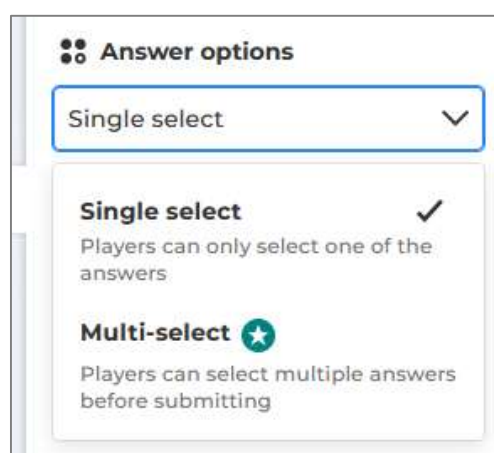 Answer options
Single select
Single select
Players can only select one of the
answers
Multi-select
Players can select multiple answers
before submitting